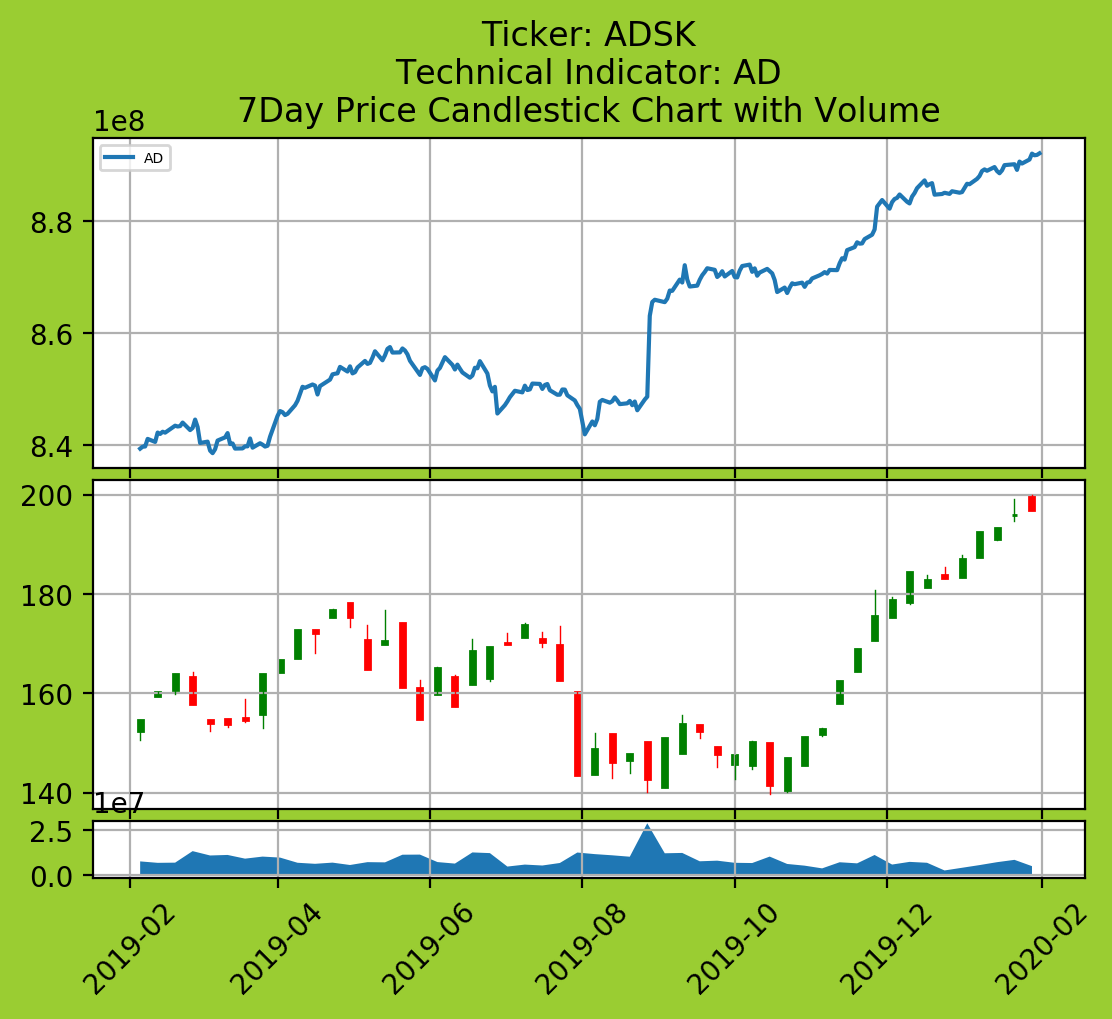 Ticker: ADSK
Technical Indicator: AD
7Day Price Candlestick Chart with Volume
1e8
AD
8.8
8.6
8.4
200
180
160
140
1e7
2.5
0.0
2019-02
2019-04
2019-06
2019-08
2019-10
2019-12
2020-02